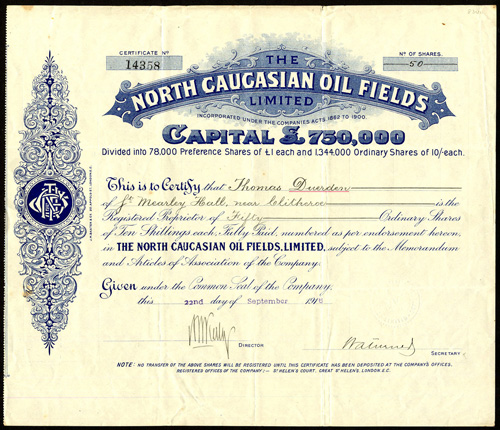 CERTIFICATE Nº
14358
Nº OF SHARES.
50
THE
NORTH CAUCASIAN OIL FIELDS
LIMITED
INCORPORATED UNDER THE COMPANIES ACTS 1862 TO 1900.
CAPITAL £750,000
Divided into 78,000 Preference Shares of £1 each and 1,344,000 Ordinary Shares of 10/- each.
This is to Certify that Thomas Duerden
of Lt Mearley Hall, near Clitheroe is the
Registered Proprietor of Fifty Ordinary Shares
of Ten Shillings each, Fully Paid, numbered as per endorsement hereon,
in THE NORTH CAUCASIAN OIL FIELDS, LIMITED, subject to the Memorandum
and Articles of Association of the Company.
Given under the Common Seal of the Company,
this 22nd day of September 191
DIRECTOR
SECRETARY
NOTE: NO TRANSFER OF THE ABOVE SHARES WILL BE REGISTERED UNTIL THIS CERTIFICATE HAS BEEN DEPOSITED AT THE COMPANY'S OFFICES.
REGISTERED OFFICES OF THE COMPANY:- ST HELEN'S COURT, GREAT ST HELEN'S, LONDON E.C.